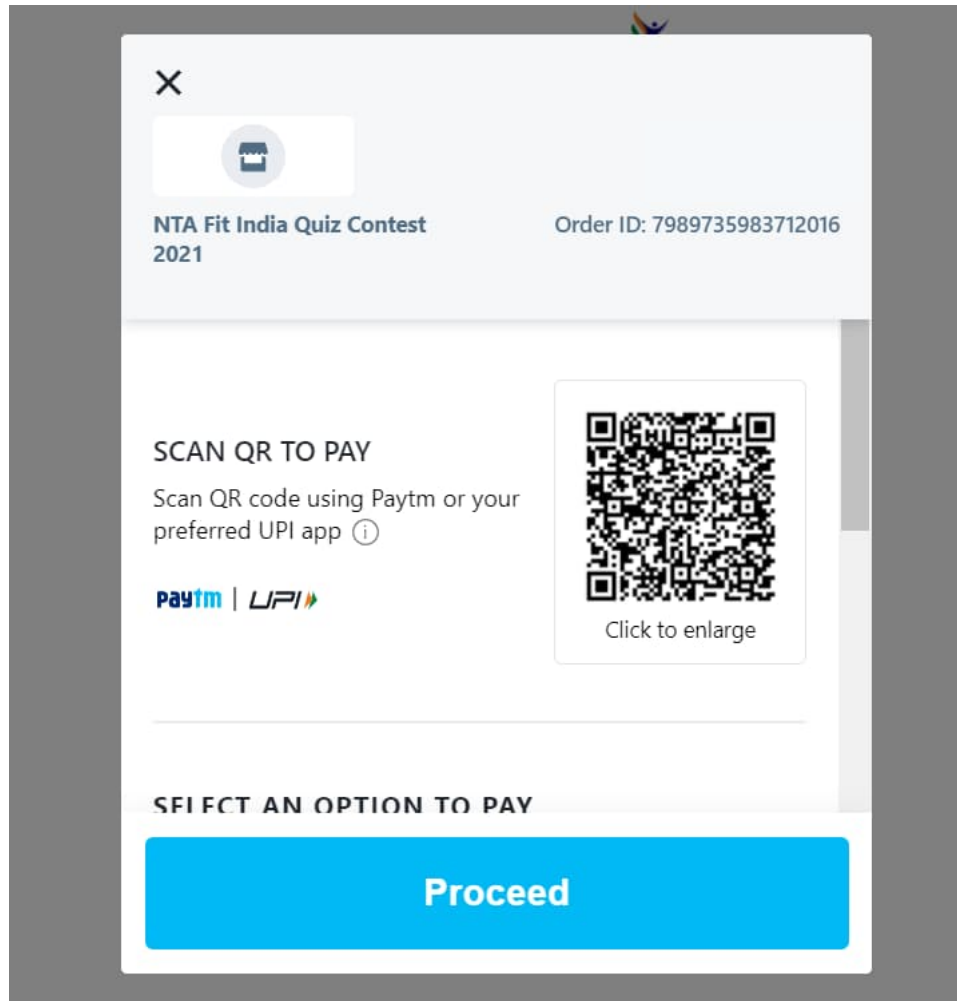 NTA Fit India Quiz Contest
2021
Order ID: 7989735983712016
SCAN QR TO PAY
Scan QR code using Paytm or your
preferred UPI app
paytm | UPI
Click to enlarge
SELECT AN OPTION TO PAY
Proceed